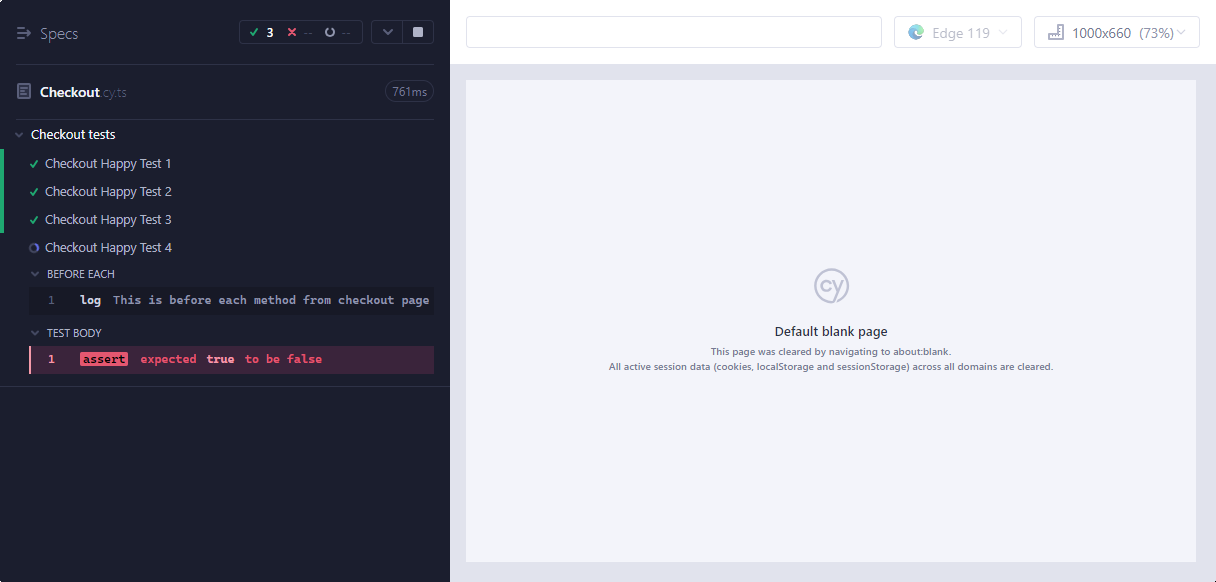 Specs
3 -- --
Checkout cy.ts
761ms
Checkout tests
Checkout Happy Test 1
Checkout Happy Test 2
Checkout Happy Test 3
Checkout Happy Test 4
BEFORE EACH
1 log This is before each method from checkout page
TEST BODY
1 assert expected true to be false
Edge 119
1000x660 (73%)
cy
Default blank page
This page was cleared by navigating to about:blank.
All active session data (cookies, localStorage and sessionStorage) across all domains are cleared.